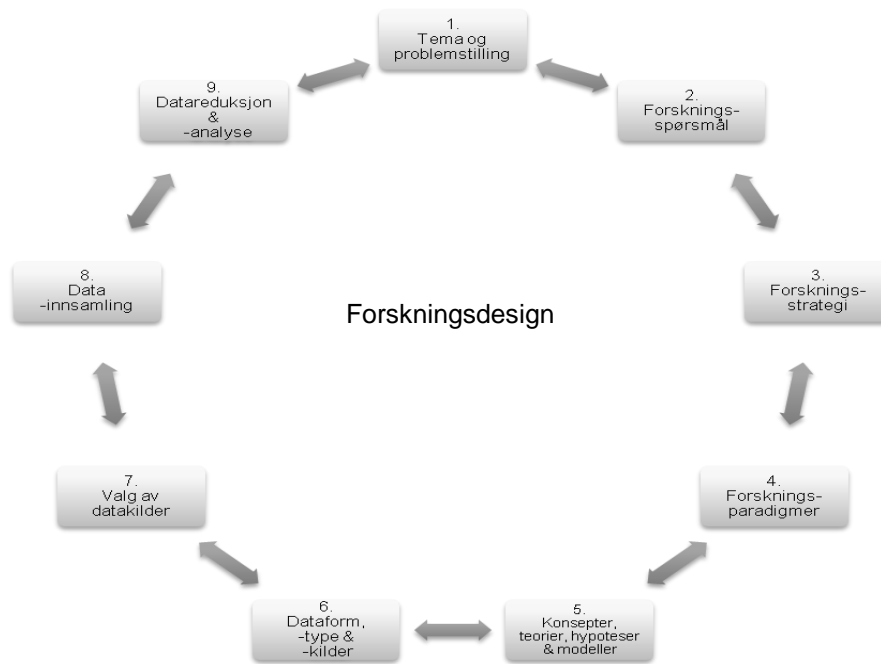 1.
Tema og
problemstilling
2.
Forsknings-
spørsmål
3.
Forsknings-
strategi
4.
Forsknings-
paradigmer
5.
Konsepter,
teorier, hypoteser
& modeller
6.
Dataform,
-type &
-kilder
7.
Valg av
datakilder
8.
Data
-innsamling
9.
Datareduksjon
&
-analyse
Forskningsdesign